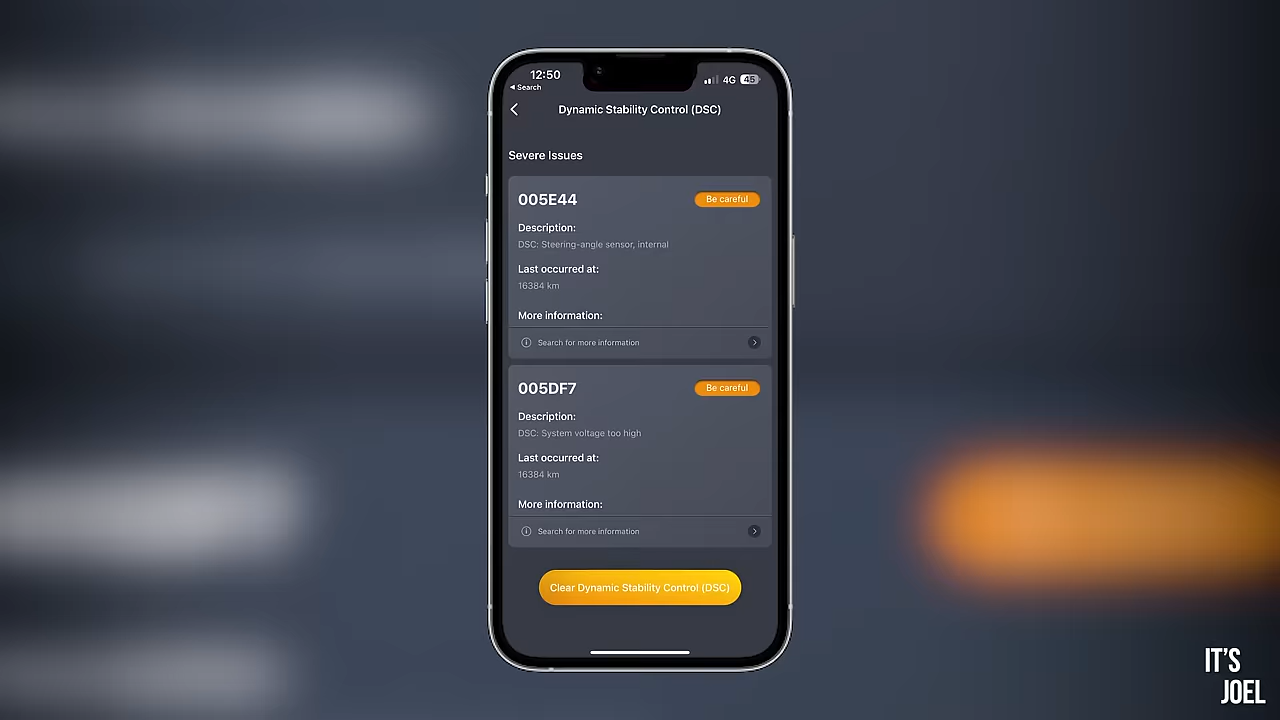 12:50
4G 45
Search
Dynamic Stability Control (DSC)
Severe Issues
005E44
Be careful
Description:
DSC: Steering-angle sensor, internal
Last occurred at:
16384 km
More information:
Search for more information
005DF7
Be careful
Description:
DSC: System voltage too high
Last occurred at:
16384 km
More information:
Search for more information
Clear Dynamic Stability Control (DSC)
IT'S
JOEL